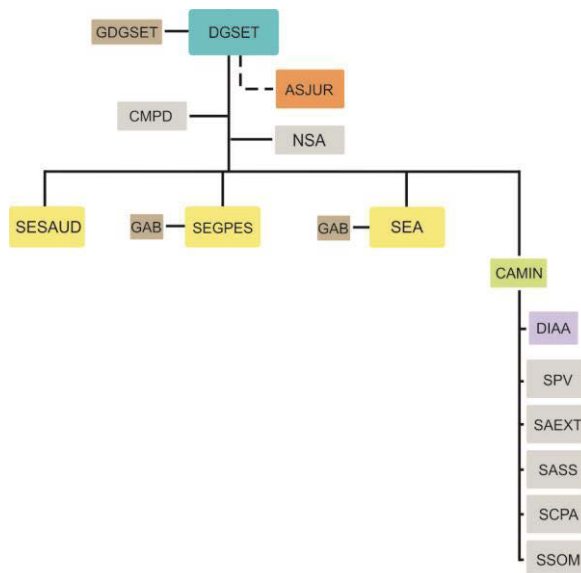 GDGSET
DGSET
ASJUR
CMPD
NSA
SESAUD
GAB
SEGPES
GAB
SEA
CAMIN
DIAA
SPV
SAEXT
SASS
SCPA
SSOM